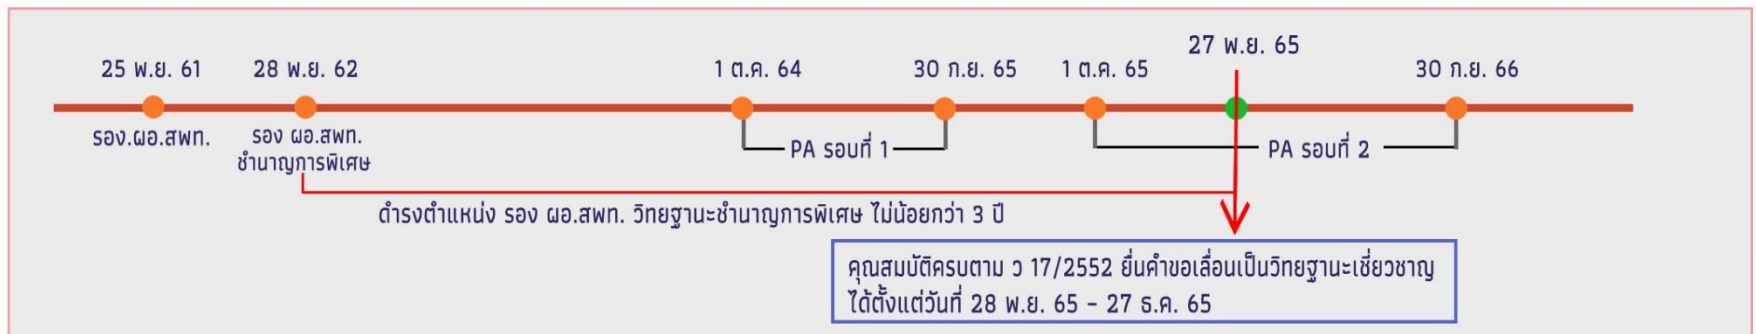 27 พ.ย. 65
25 พ.ย. 61 28 พ.ย. 62 1 ต.ค. 64 30 ก.ย. 65 1 ต.ค. 65 30 ก.ย. 66
รอง.ผอ.สพท. รอง ผอ.สพท.
ชำนาญการพิเศษ
PA รอบที่ 1 PA รอบที่ 2
ดำรงตำแหน่ง รอง ผอ.สพท. วิทยฐานะชำนาญการพิเศษ ไม่น้อยกว่า 3 ปี
คุณสมบัติครบตาม ว 17/2552 ยื่นคำขอเลื่อนเป็นวิทยฐานะเชี่ยวชาญ
ได้ตั้งแต่วันที่ 28 พ.ย. 65 - 27 ธ.ค. 65